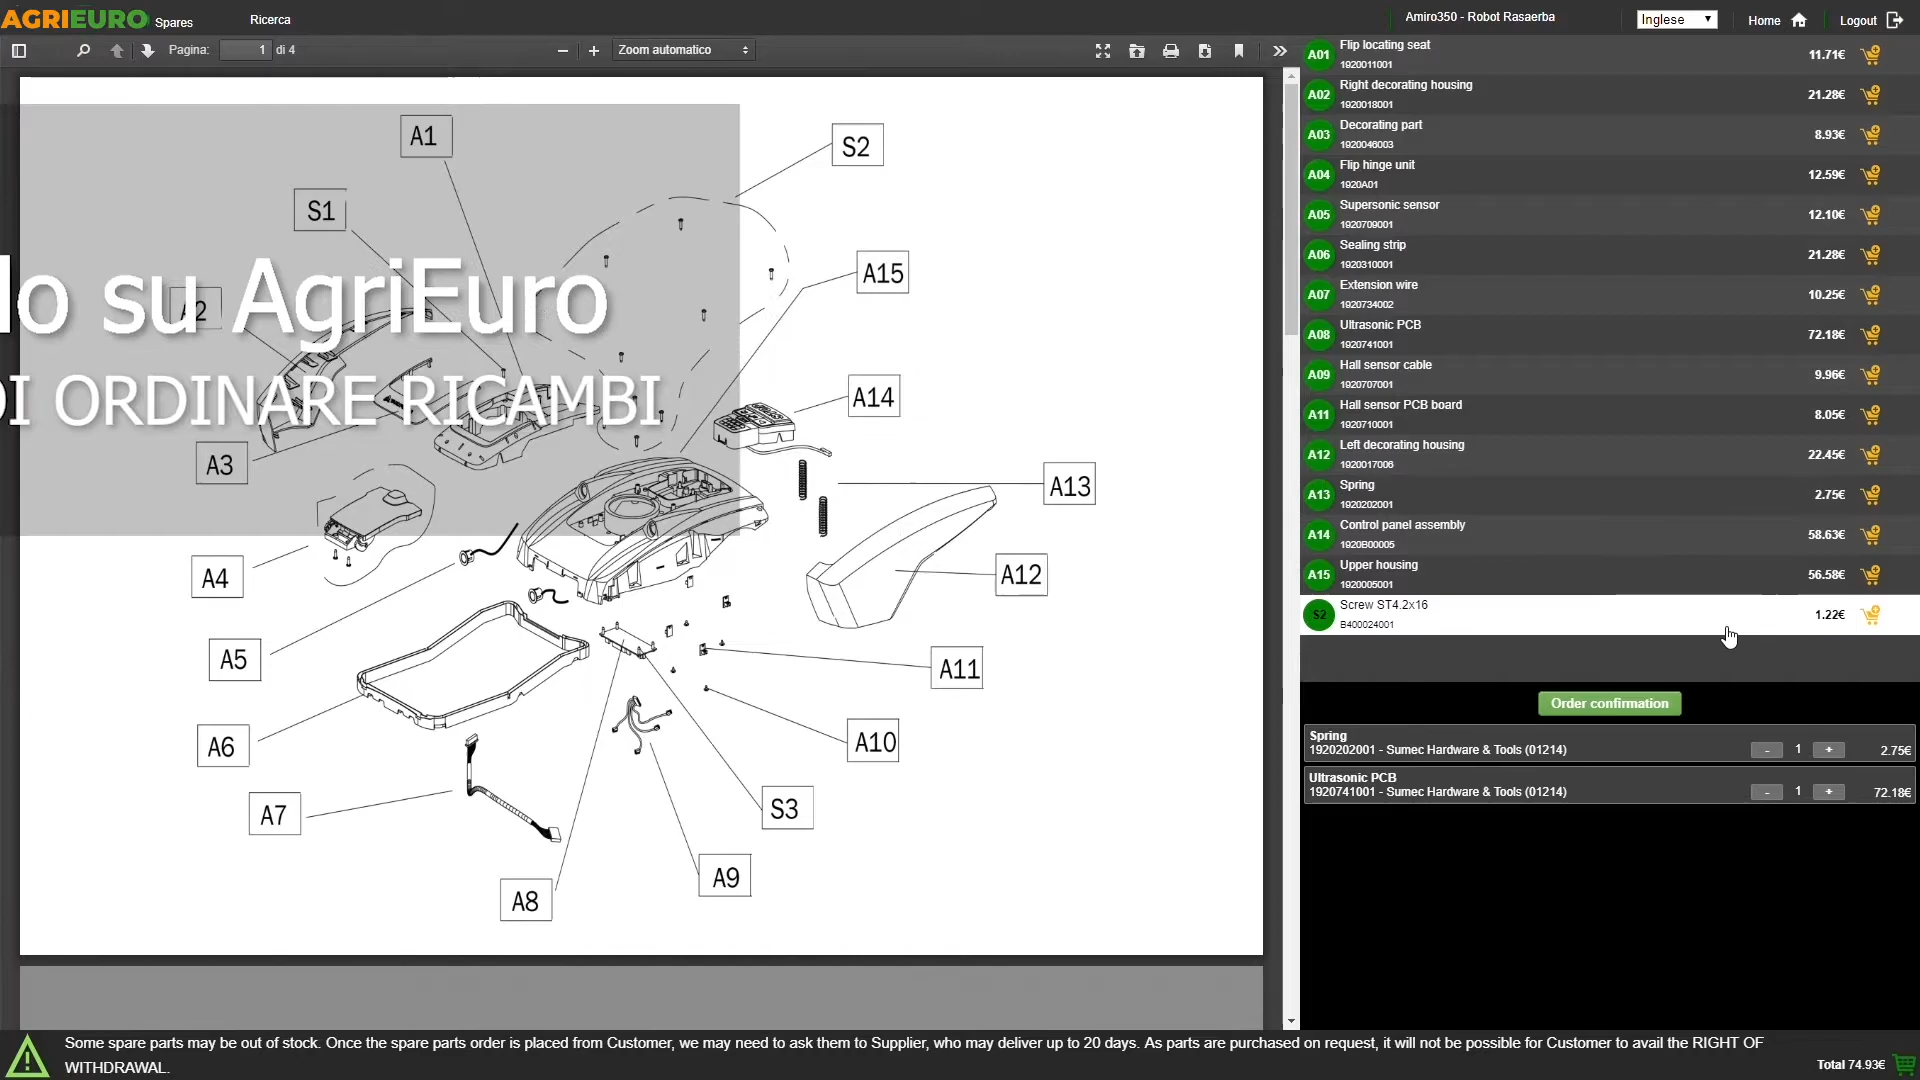 AGRIEURO Spares
Ricerca
Amiro350 - Robot Rasaerba
Inglese
Home
Logout
Pagina: 1 di 4
Zoom automatico
A1
S2
S1
A15
A2
lo su AgriEuro
DI ORDINARE RICAMBI
A14
A3
A13
A4
A12
A5
A11
A6
A10
A7
S3
A9
A8
A01 Flip locating seat 11.71€
1920011001
A02 Right decorating housing 21.28€
1920018001
A03 Decorating part 8.93€
1920046003
A04 Flip hinge unit 12.59€
1920A01
A05 Supersonic sensor 12.10€
1920709001
A06 Sealing strip 21.28€
1920310001
A07 Extension wire 10.25€
1920734002
A08 Ultrasonic PCB 72.18€
1920741001
A09 Hall sensor cable 9.96€
1920707001
A11 Hall sensor PCB board 8.05€
1920710001
A12 Left decorating housing 22.45€
1920017006
A13 Spring 2.75€
1920202001
A14 Control panel assembly 58.63€
1920B00005
A15 Upper housing 56.58€
1920005001
S2 Screw ST4.2x16 1.22€
B400024001
Order confirmation
Spring
1920202001 - Sumec Hardware & Tools (01214) - 1 + 2.75€
Ultrasonic PCB
1920741001 - Sumec Hardware & Tools (01214) - 1 + 72.18€
Some spare parts may be out of stock. Once the spare parts order is placed from Customer, we may need to ask them to Supplier, who may deliver up to 20 days. As parts are purchased on request, it will not be possible for Customer to avail the RIGHT OF
WITHDRAWAL.
Total 74.93€